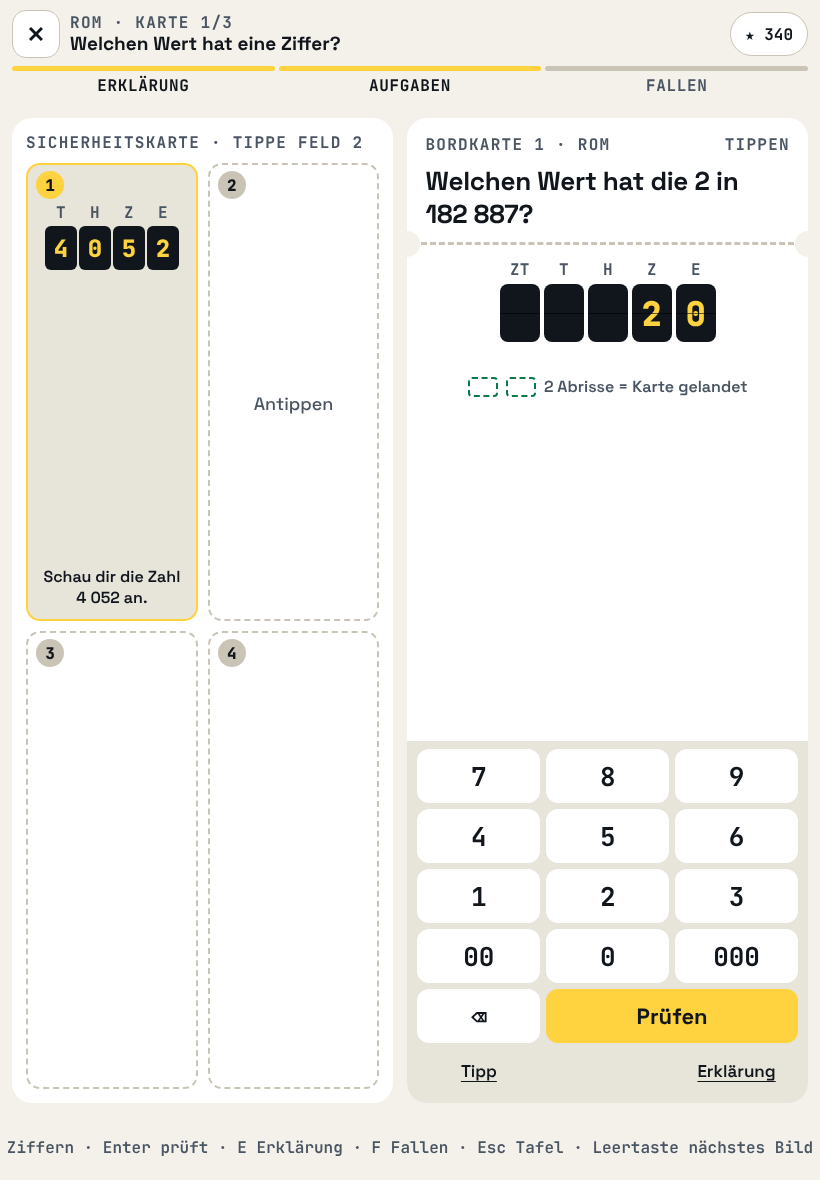 ✕
ROM · KARTE 1/3
Welchen Wert hat eine Ziffer?
★ 340
ERKLÄRUNG
AUFGABEN
FALLEN
SICHERHEITSKARTE · TIPPE FELD 2
1
T H Z E
4 0 5 2
Schau dir die Zahl
4 052 an.
2
Antippen
3
4
BORDKARTE 1 · ROM
TIPPEN
Welchen Wert hat die 2 in
182 887?
ZT T H Z E
2 0
2 Abrisse = Karte gelandet
7 8 9
4 5 6
1 2 3
00 0 000
⌫ Prüfen
Tipp
Erklärung
Ziffern · Enter prüft · E Erklärung · F Fallen · Esc Tafel · Leertaste nächstes Bild